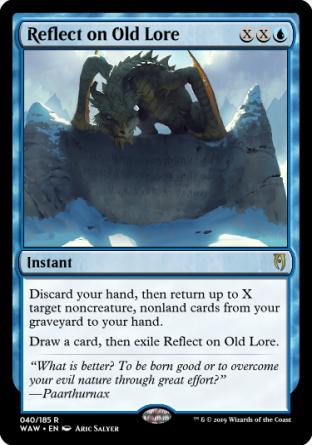 Reflect on Old Lore XXU
Instant
Discard your hand, then return up to X
target noncreature, nonland cards from your
graveyard to your hand.
Draw a card, then exile Reflect on Old Lore.
“What is better? To be born good or to overcome
your evil nature through great effort?”
—Paarthurnax
040/185 R
WAW • EN Aric Salyer
™ & © 2019 Wizards of the Coast